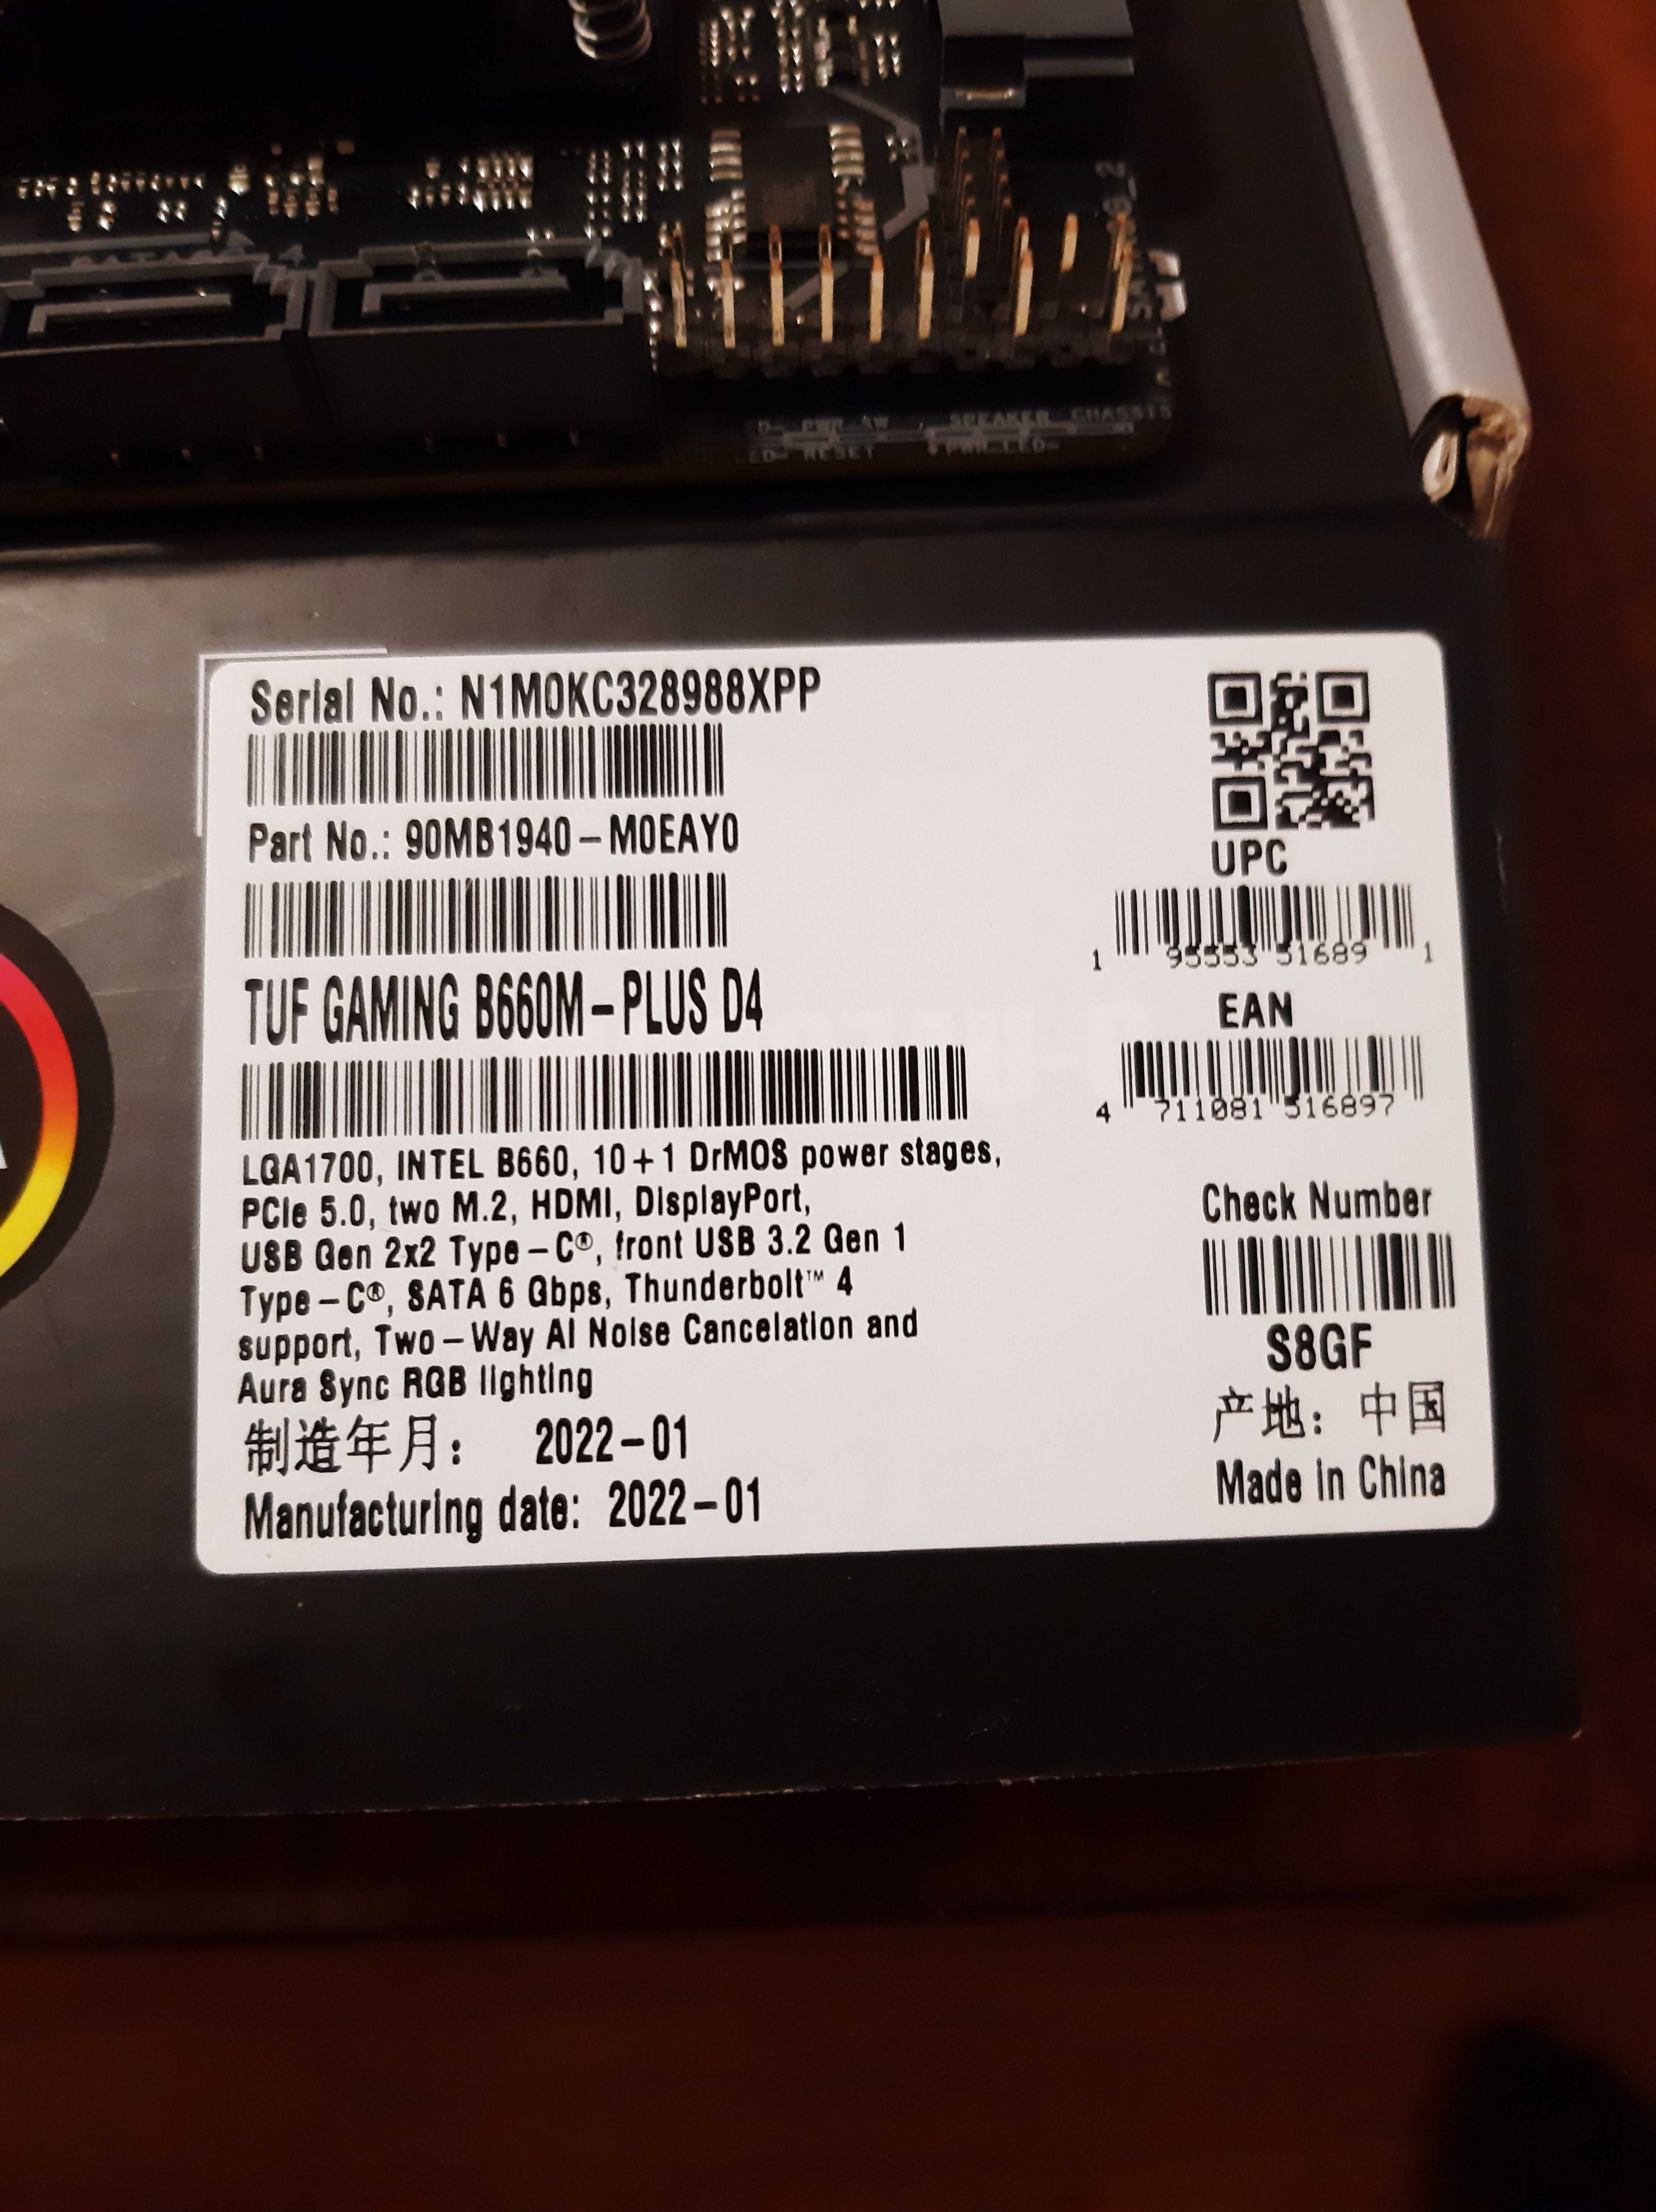 SPEAKER CHASSIS
RESET
Serial No.: N1M0KC328988XPP
Part No.: 90MB1940-M0EAY0
TUF GAMING B660M-PLUS D4
LGA1700, INTEL B660, 10+1 DrMOS power stages,
PCIe 5.0, two M.2, HDMI, DisplayPort,
USB Gen 2x2 Type-C®, front USB 3.2 Gen 1
Type-C®, SATA 6 Gbps, Thunderbolt™ 4
support, Two-Way AI Noise Cancelation and
Aura Sync RGB lighting
制造年月: 2022-01
Manufacturing date: 2022-01
UPC
1 95553 51689 1
EAN
4 711081 516897
Check Number
S8GF
产地: 中国
Made in China